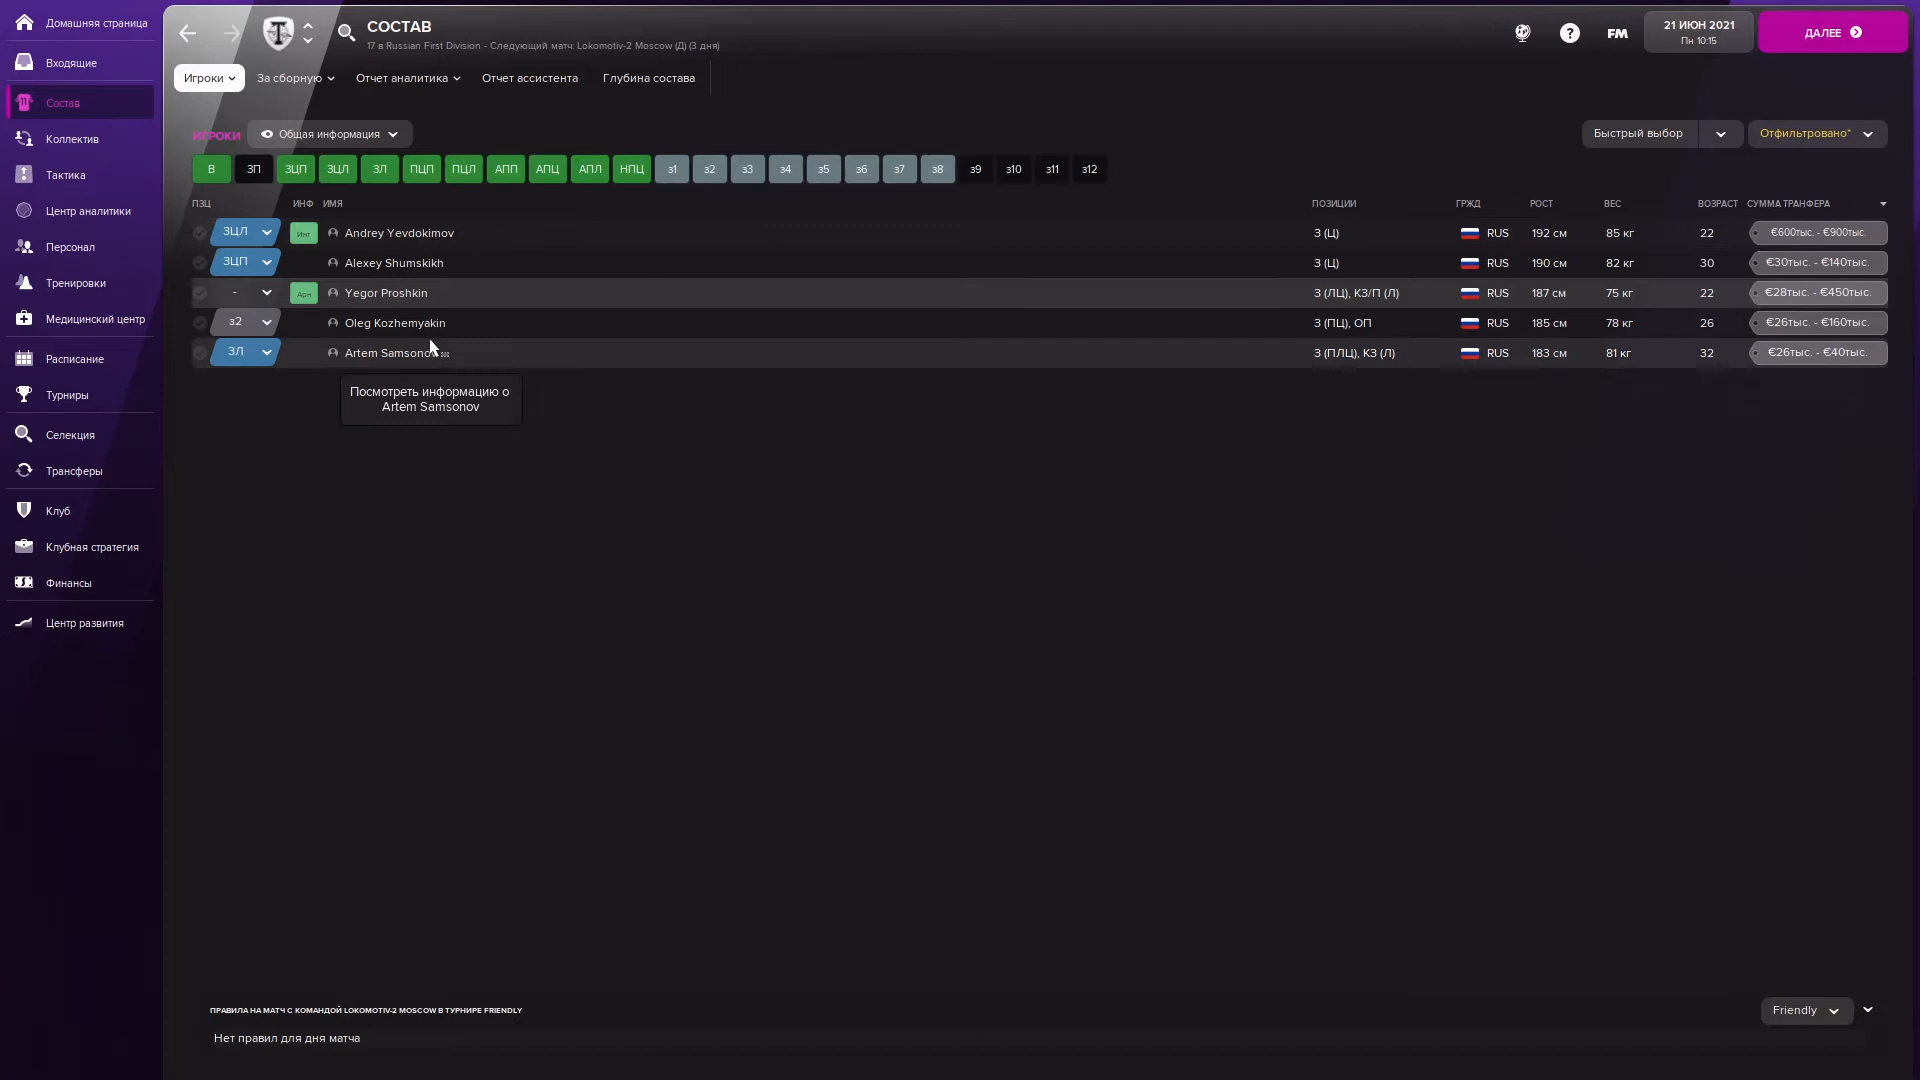 Домашняя страница
Входящие
Состав
Коллектив
Тактика
Центр аналитики
Персонал
Тренировки
Медицинский центр
Расписание
Турниры
Селекция
Трансферы
Клуб
Клубная стратегия
Финансы
Центр развития
СОСТАВ
17 в Russian First Division - Следующий матч: Lokomotiv-2 Moscow (Д) (3 дня)
FM
21 ИЮН 2021
Пн 10:15
ДАЛЕЕ
Игроки За сборную Отчет аналитика Отчет ассистента Глубина состава
ИГРОКИ Общая информация Быстрый выбор Отфильтровано*
В ЗП ЗЦП ЗЦЛ ЗЛ ПЦП ПЦЛ АПП АПЦ АПЛ НПЦ з1 з2 з3 з4 з5 з6 з7 з8 з9 з10 з11 з12
ПЗЦ ИНФ ИМЯ ПОЗИЦИИ ГРЖД РОСТ ВЕС ВОЗРАСТ СУММА ТРАНФЕРА
ЗЦЛ Инт Andrey Yevdokimov З (Ц) RUS 192 см 85 кг 22 €600тыс. - €900тыс.
ЗЦП Alexey Shumskikh З (Ц) RUS 190 см 82 кг 30 €30тыс. - €140тыс.
- Арн Yegor Proshkin З (ЛЦ), КЗ/П (Л) RUS 187 см 75 кг 22 €28тыс. - €450тыс.
з2 Oleg Kozhemyakin З (ПЦ), ОП RUS 185 см 78 кг 26 €26тыс. - €160тыс.
ЗЛ Artem Samsonov З (ПЛЦ), КЗ (Л) RUS 183 см 81 кг 32 €26тыс. - €40тыс.
Посмотреть информацию о
Artem Samsonov
ПРАВИЛА НА МАТЧ С КОМАНДОЙ LOKOMOTIV-2 MOSCOW В ТУРНИРЕ FRIENDLY
Friendly
Нет правил для дня матча